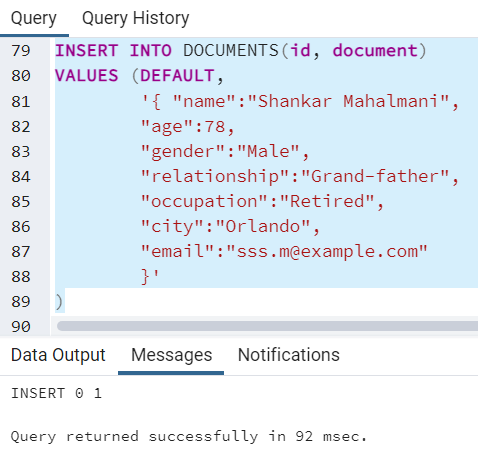 Query Query History
79 INSERT INTO DOCUMENTS(id, document)
80 VALUES (DEFAULT,
81 '{ "name":"Shankar Mahalmani",
82 "age":78,
83 "gender":"Male",
84 "relationship":"Grand-father",
85 "occupation":"Retired",
86 "city":"Orlando",
87 "email":"sss.m@example.com"
88 }'
89 )
90
Data Output Messages Notifications
INSERT 0 1
Query returned successfully in 92 msec.